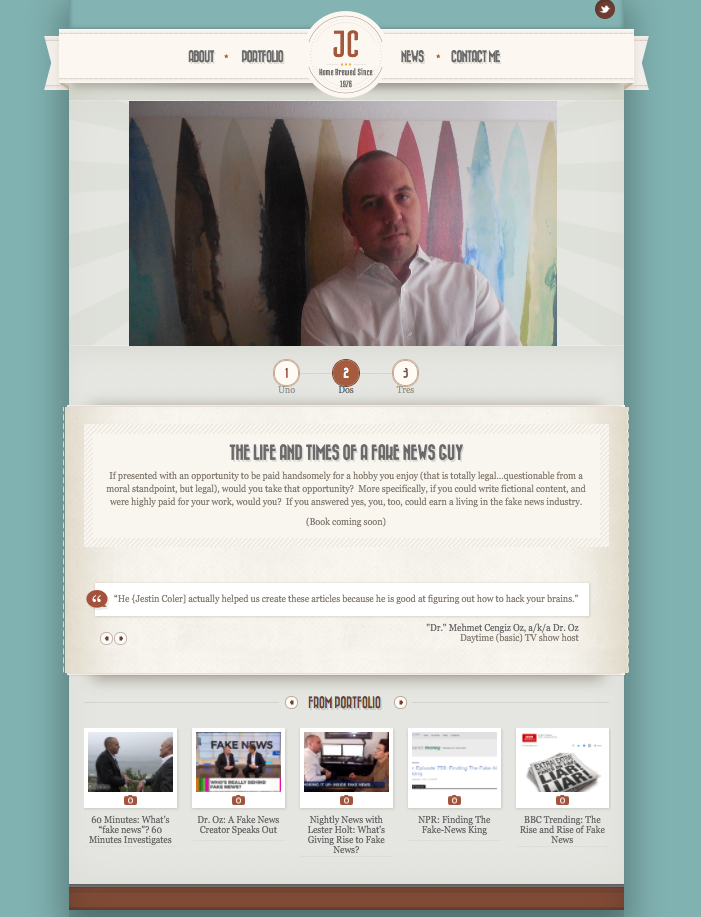 ABOUT
PORTFOLIO
JC
Home Brewed Since
1976
NEWS
CONTACT ME
1
2
3
Uno
Dos
Tres
THE LIFE AND TIMES OF A FAKE NEWS GUY
If presented with an opportunity to be paid handsomely for a hobby you enjoy (that is totally legal...questionable from a
moral standpoint, but legal), would you take that opportunity? More specifically, if you could write fictional content, and
were highly paid for your work, would you? If you answered yes, you, too, could earn a living in the fake news industry.
(Book coming soon)
"He {Jestin Coler} actually helped us create these articles because he is good at figuring out how to hack your brains."
"Dr." Mehmet Cengiz Oz, a/k/a Dr. Oz
Daytime (basic) TV show host
FROM PORTFOLIO
FAKE NEWS
WHO'S REALLY BEHIND
FAKE NEWS?
money
Episode 739: Finding The Fake-N
King
LIAR
LIAR!
60 Minutes: What's
"fake news"? 60
Minutes Investigates
Dr. Oz: A Fake News
Creator Speaks Out
Nightly News with
Lester Holt: What's
Giving Rise to Fake
News?
NPR: Finding The
Fake-News King
BBC Trending: The
Rise and Rise of Fake
News